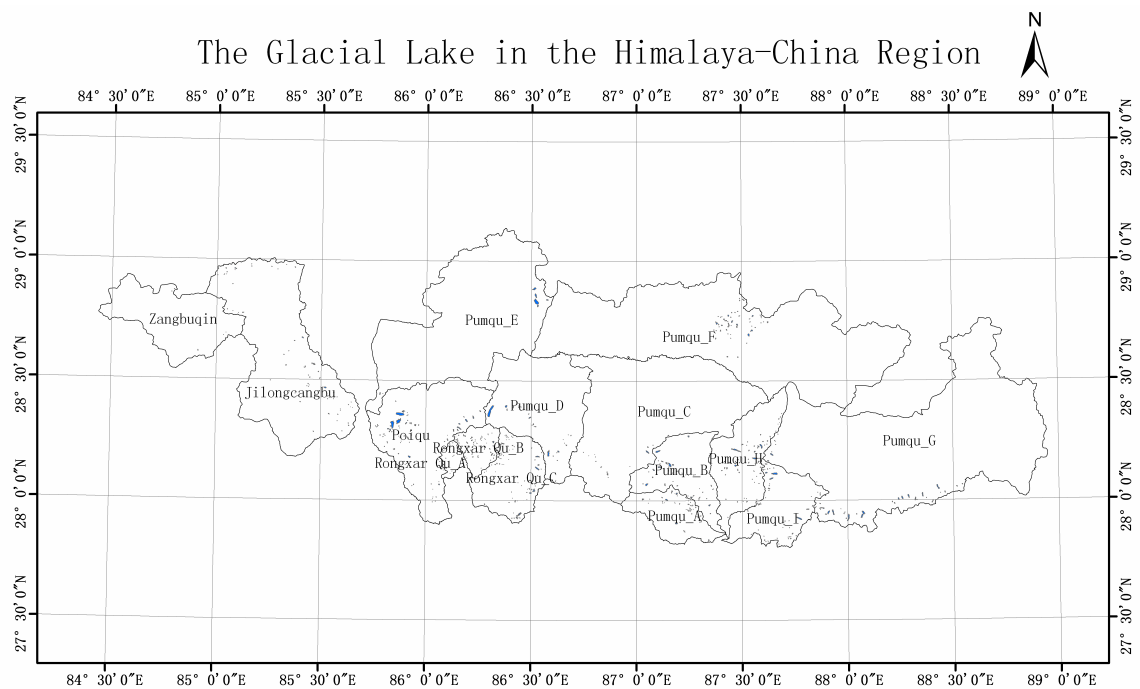 N
The Glacial Lake in the Himalaya-China Region
84° 30′0″E 85° 0′0″E 85° 30′0″E 86° 0′0″E 86° 30′0″E 87° 0′0″E 87° 30′0″E 88° 0′0″E 88° 30′0″E 89° 0′0″E
29° 30′0″N
29° 30′0″N
29° 0′0″N
29° 0′0″N
Zangbuqin
Pumqu_E
Pumqu_F
28° 30′0″N
28° 30′0″N
Jilongcangbu
Pumqu_D
Pumqu_C
Poiqu
Pumqu_G
Rongxar Qu_B
Rongxar Qu_A
Pumqu_H
Pumqu_B
Rongxar Qu_C
28° 0′0″N
28° 0′0″N
Pumqu_A
Pumqu_I
27° 30′0″N
27° 30′0″N
84° 30′0″E 85° 0′0″E 85° 30′0″E 86° 0′0″E 86° 30′0″E 87° 0′0″E 87° 30′0″E 88° 0′0″E 88° 30′0″E 89° 0′0″E